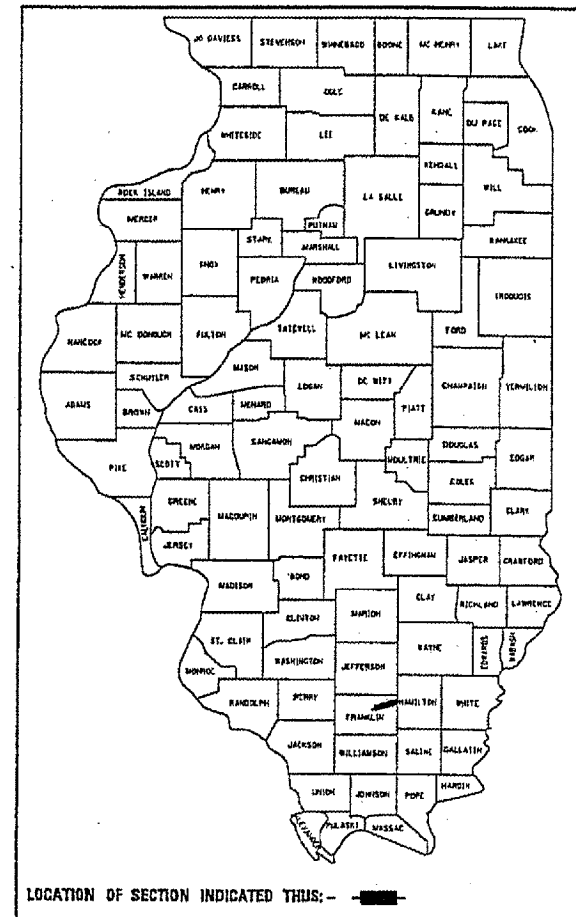 JO DAVIESS STEVENSON WINNEBAGO BOONE MC HENRY LAKE
CARROLL OGLE DE KALB KANE DU PAGE COOK
WHITESIDE LEE KENDALL WILL
ROCK ISLAND HENRY BUREAU LA SALLE GRUNDY
MERCER PUTNAM KANKAKEE
STARK MARSHALL LIVINGSTON
HENDERSON WARREN KNOX PEORIA WOODFORD IROQUOIS
FORD
HANCOCK MC DONOUGH FULTON TAZEWELL MC LEAN
MASON
SCHUYLER LOGAN DE WITT CHAMPAIGN VERMILION
ADAMS BROWN CASS MENARD PIATT
MACON
PIKE SCOTT MORGAN SANGAMON MOULTRIE DOUGLAS EDGAR
CHRISTIAN COLES
CALHOUN GREENE MACOUPIN MONTGOMERY SHELBY CUMBERLAND CLARK
JERSEY
FAYETTE EFFINGHAM JASPER CRAWFORD
MADISON BOND
CLAY RICHLAND LAWRENCE
CLINTON MARION
ST. CLAIR WAYNE EDWARDS WABASH
MONROE WASHINGTON JEFFERSON
RANDOLPH PERRY HAMILTON WHITE
FRANKLIN
JACKSON WILLIAMSON SALINE GALLATIN
UNION JOHNSON POPE HARDIN
ALEXANDER PULASKI MASSAC
LOCATION OF SECTION INDICATED THUS: -